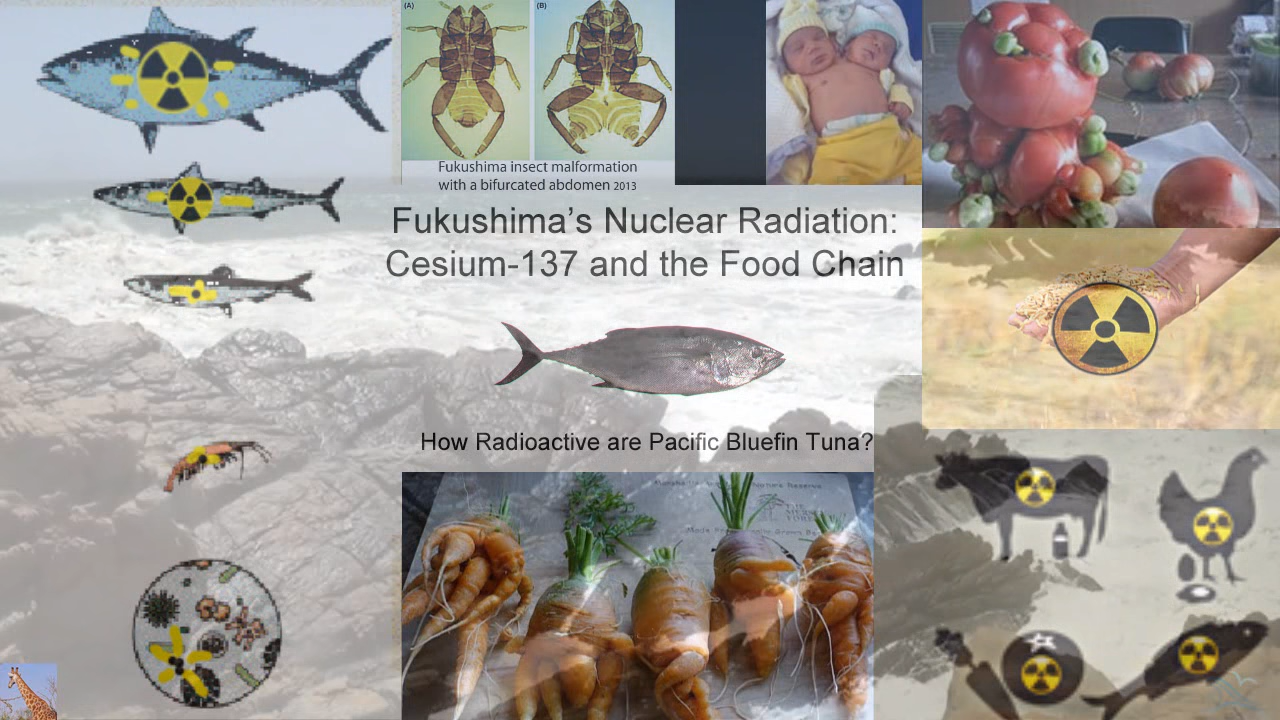 (A)
(B)
Fukushima insect malformation
with a bifurcated abdomen 2013
Fukushima’s Nuclear Radiation:
Cesium-137 and the Food Chain
How Radioactive are Pacific Bluefin Tuna?